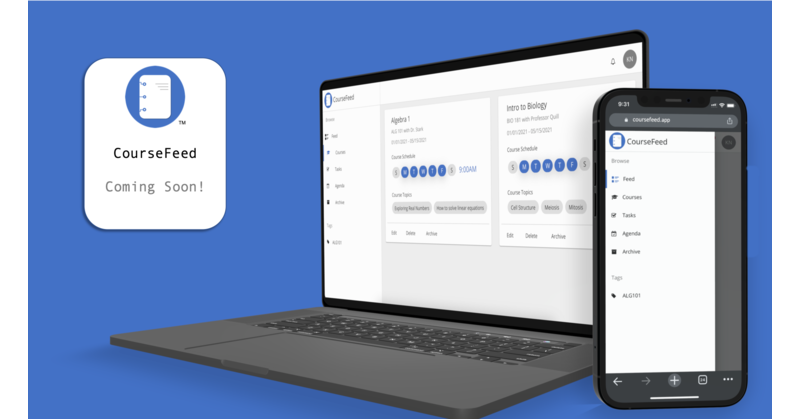 TM
CourseFeed
Coming Soon!
CourseFeed
KN
Browse
Feed
Courses
Tasks
Agenda
Archive
Tags
ALG101
Algebra 1
ALG 101 with Dr. Stark
01/01/2021 - 05/15/2021
Course Schedule
S M T W T F S 9:00AM
Course Topics
Exploring Real Numbers
How to solve linear equations
Edit Delete Archive
Intro to Biology
BIO 181 with Professor Quill
01/01/2021 - 05/15/2021
Course Schedule
S M T W T F S
Course Topics
Cell Structure Meiosis Mitosis
Edit Delete Archive
9:31
coursefeed.app
CourseFeed
Browse
Feed
Courses
Tasks
Agenda
Archive
Tags
ALG101